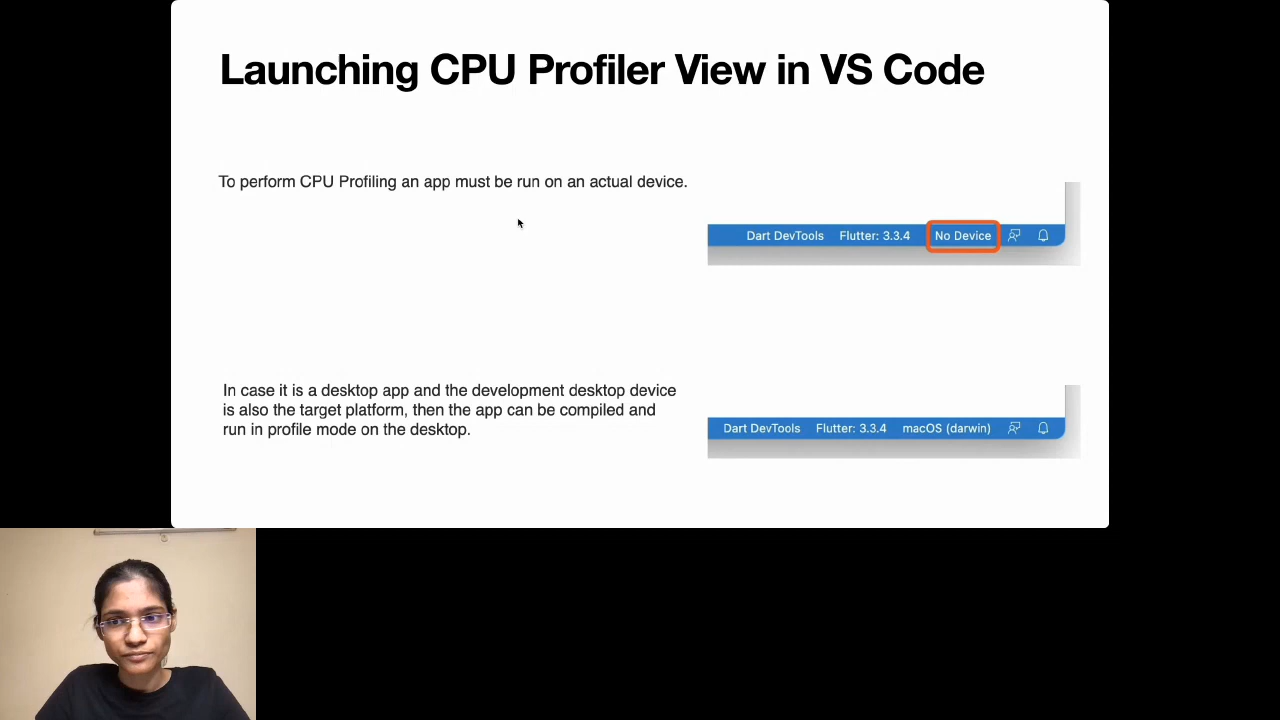 Launching CPU Profiler View in VS Code
To perform CPU Profiling an app must be run on an actual device.
Dart DevTools Flutter: 3.3.4 No Device
In case it is a desktop app and the development desktop device
is also the target platform, then the app can be compiled and
run in profile mode on the desktop.
Dart DevTools Flutter: 3.3.4 macOS (darwin)